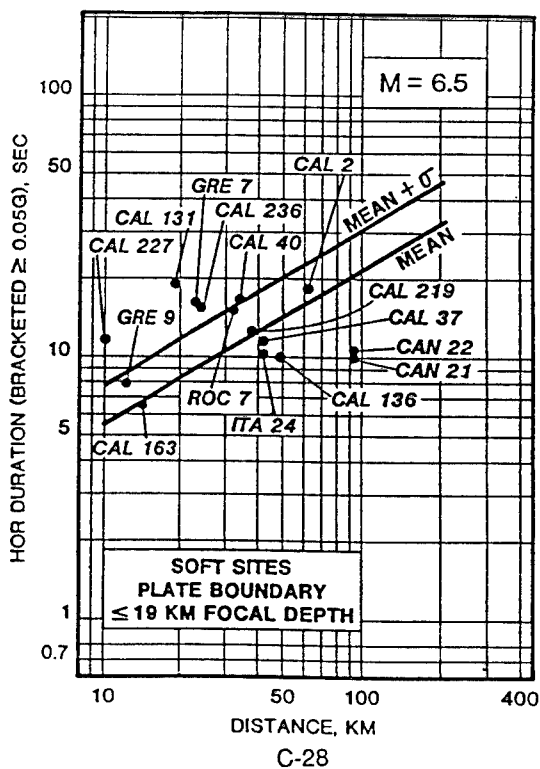 100
50
10
5
1
0.7
HOR DURATION (BRACKETED ≥ 0.05G), SEC
M = 6.5
CAL 2
GRE 7
CAL 131
CAL 236
CAL 227
CAL 40
MEAN + σ
MEAN
GRE 9
CAL 219
CAL 37
CAN 22
CAN 21
ROC 7
CAL 136
ITA 24
CAL 163
SOFT SITES
PLATE BOUNDARY
≤ 19 KM FOCAL DEPTH
10 50 100 400
DISTANCE, KM
C-28